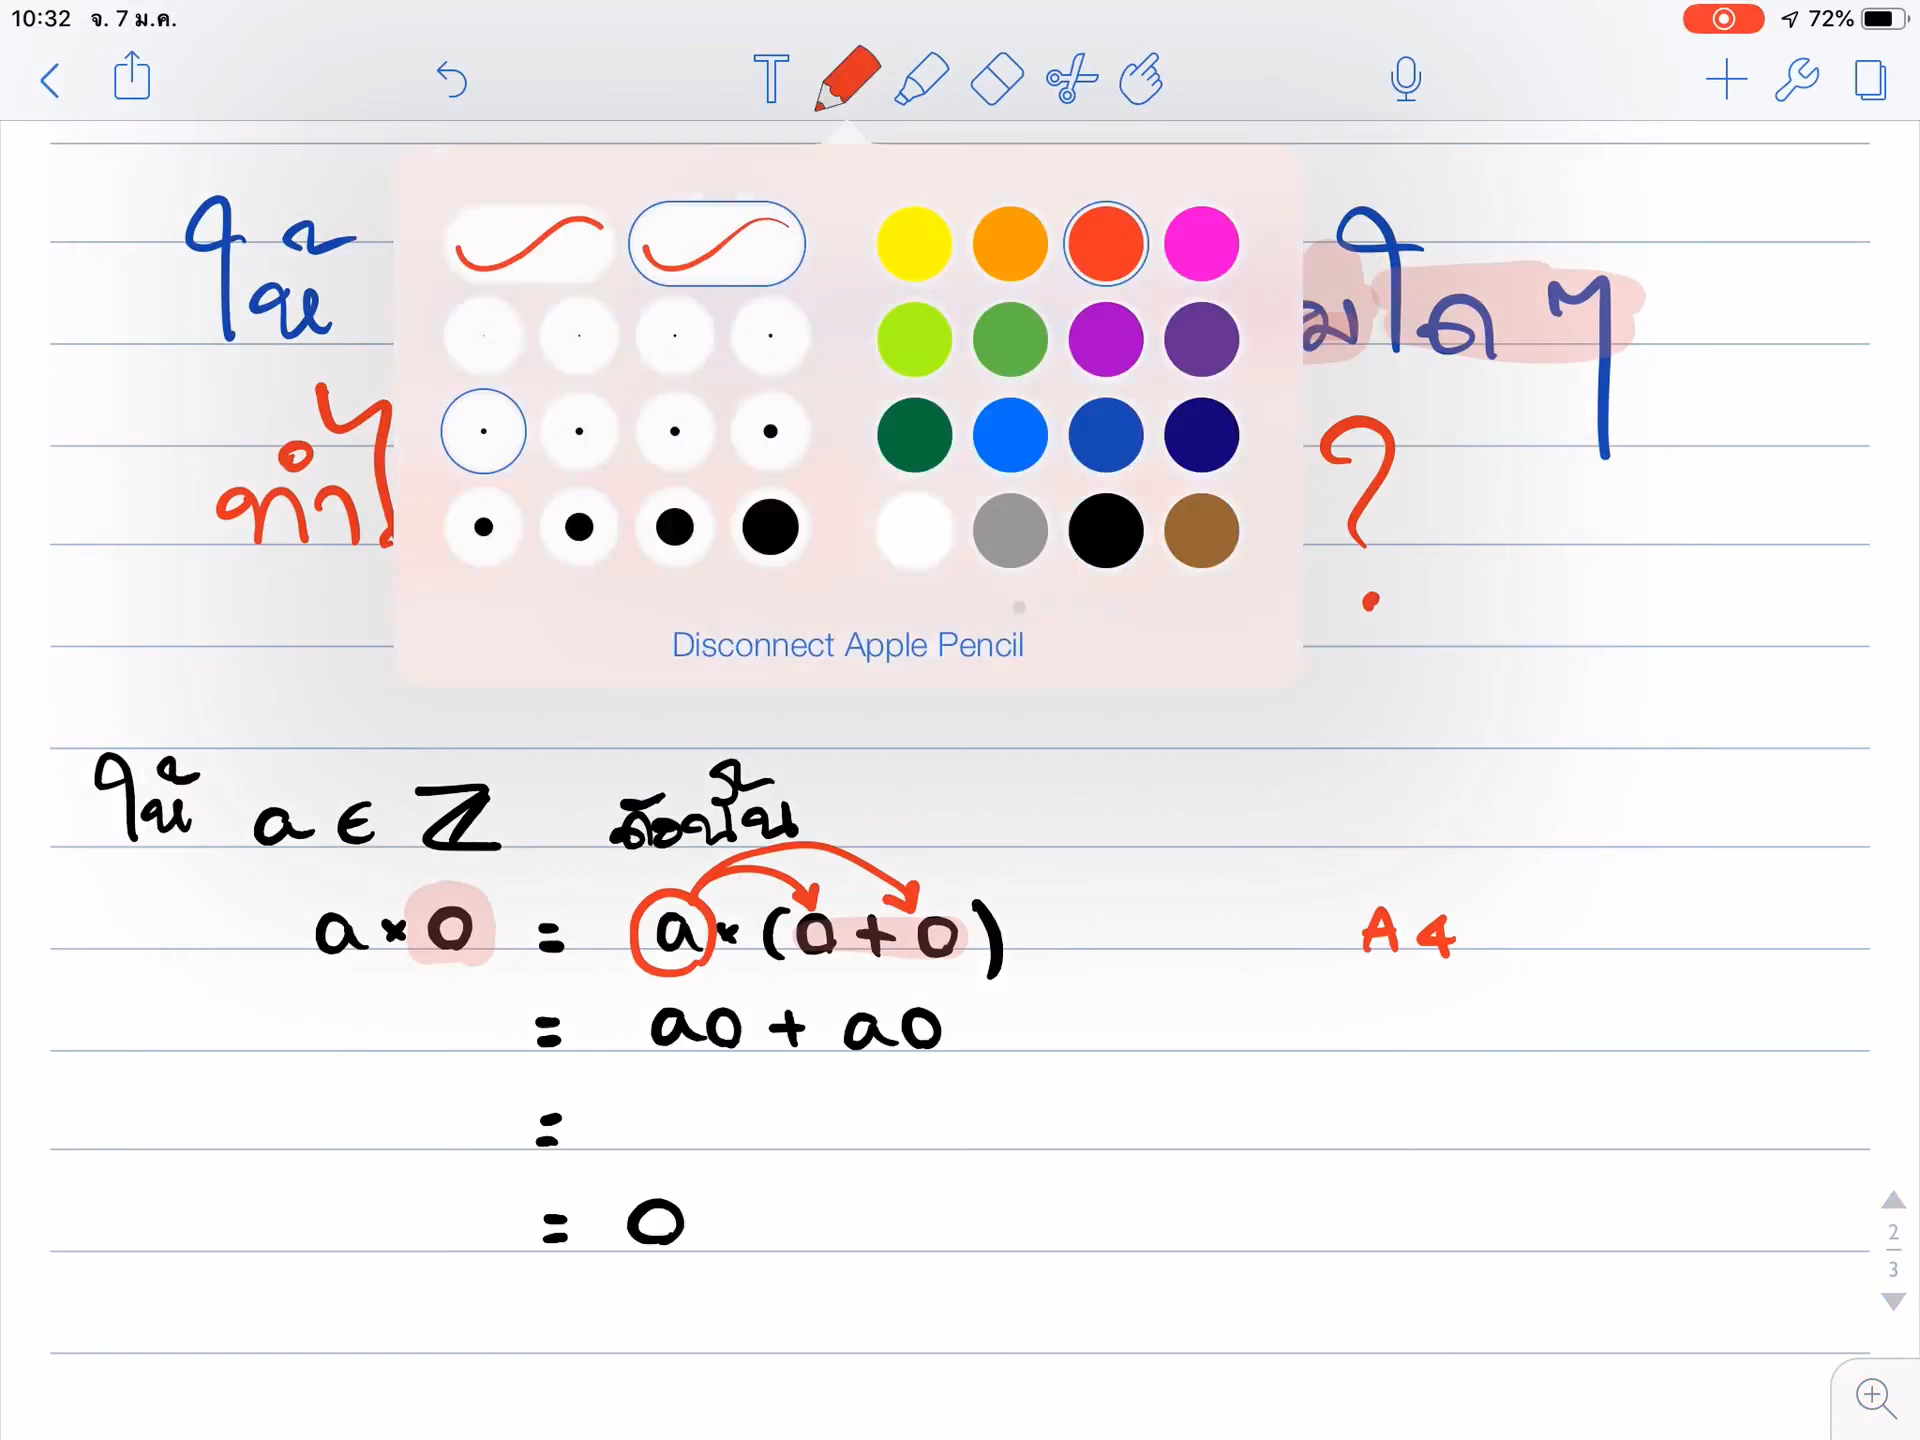 10:32 จ. 7 ม.ค. 72%
T
ให้ มใด ๆ
ทำไ ?
Disconnect Apple Pencil
ให้ a ∈ ℤ ดังนั้น
a × 0 = a × (0 + 0) A 4
= a0 + a0
=
= 0
2
3